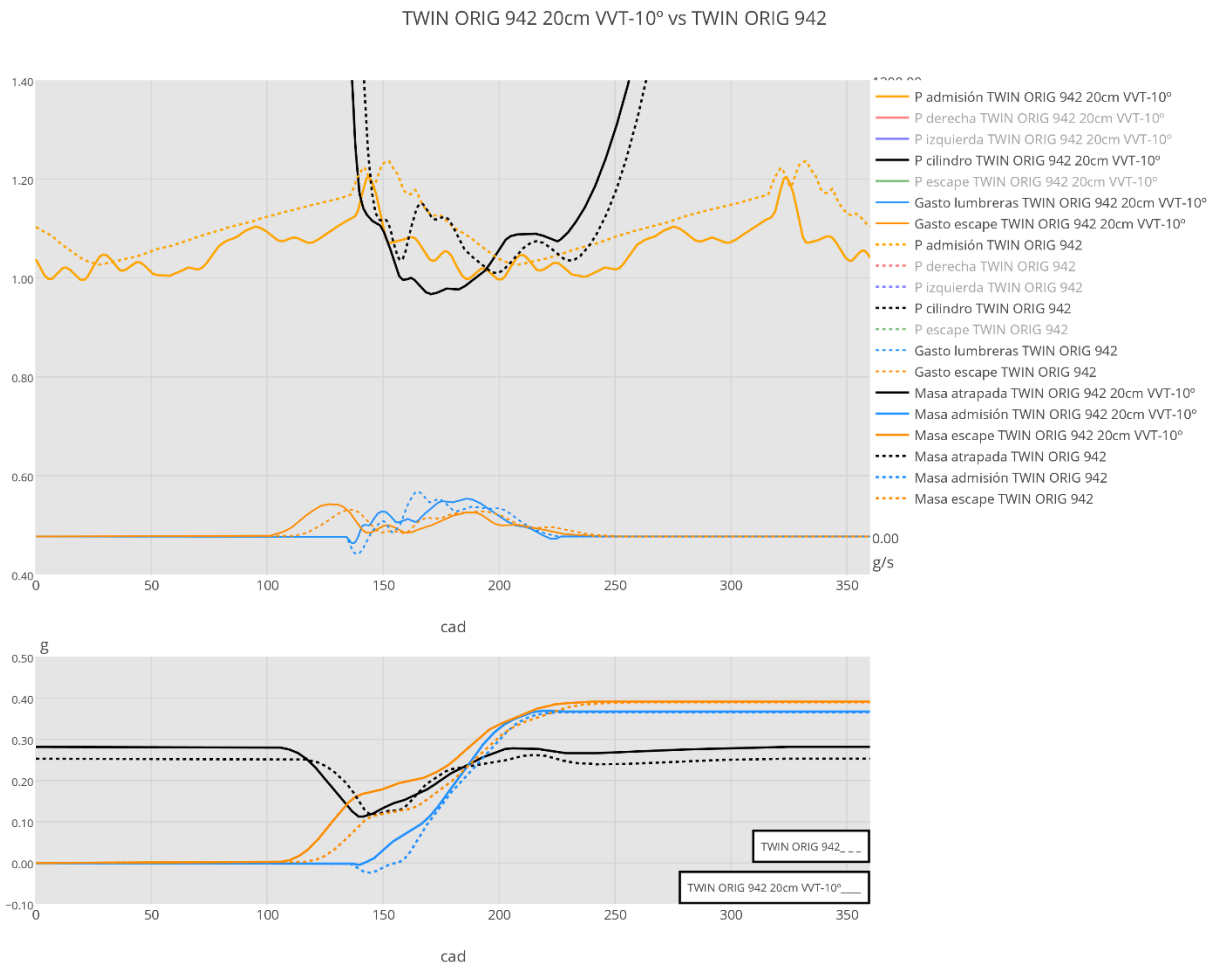 TWIN ORIG 942 20cm VVT-10º vs TWIN ORIG 942
1.40
1.20
1.00
0.80
0.60
0.40
0
50
100
150
200
250
300
350
cad
0.00
g/s
P admisión TWIN ORIG 942 20cm VVT-10º
P derecha TWIN ORIG 942 20cm VVT-10º
P izquierda TWIN ORIG 942 20cm VVT-10º
P cilindro TWIN ORIG 942 20cm VVT-10º
P escape TWIN ORIG 942 20cm VVT-10º
Gasto lumbreras TWIN ORIG 942 20cm VVT-10º
Gasto escape TWIN ORIG 942 20cm VVT-10º
P admisión TWIN ORIG 942
P derecha TWIN ORIG 942
P izquierda TWIN ORIG 942
P cilindro TWIN ORIG 942
P escape TWIN ORIG 942
Gasto lumbreras TWIN ORIG 942
Gasto escape TWIN ORIG 942
Masa atrapada TWIN ORIG 942 20cm VVT-10º
Masa admisión TWIN ORIG 942 20cm VVT-10º
Masa escape TWIN ORIG 942 20cm VVT-10º
Masa atrapada TWIN ORIG 942
Masa admisión TWIN ORIG 942
Masa escape TWIN ORIG 942
g
0.50
0.40
0.30
0.20
0.10
0.00
−0.10
0
50
100
150
200
250
300
350
cad
TWIN ORIG 942_ _ _
TWIN ORIG 942 20cm VVT-10º___